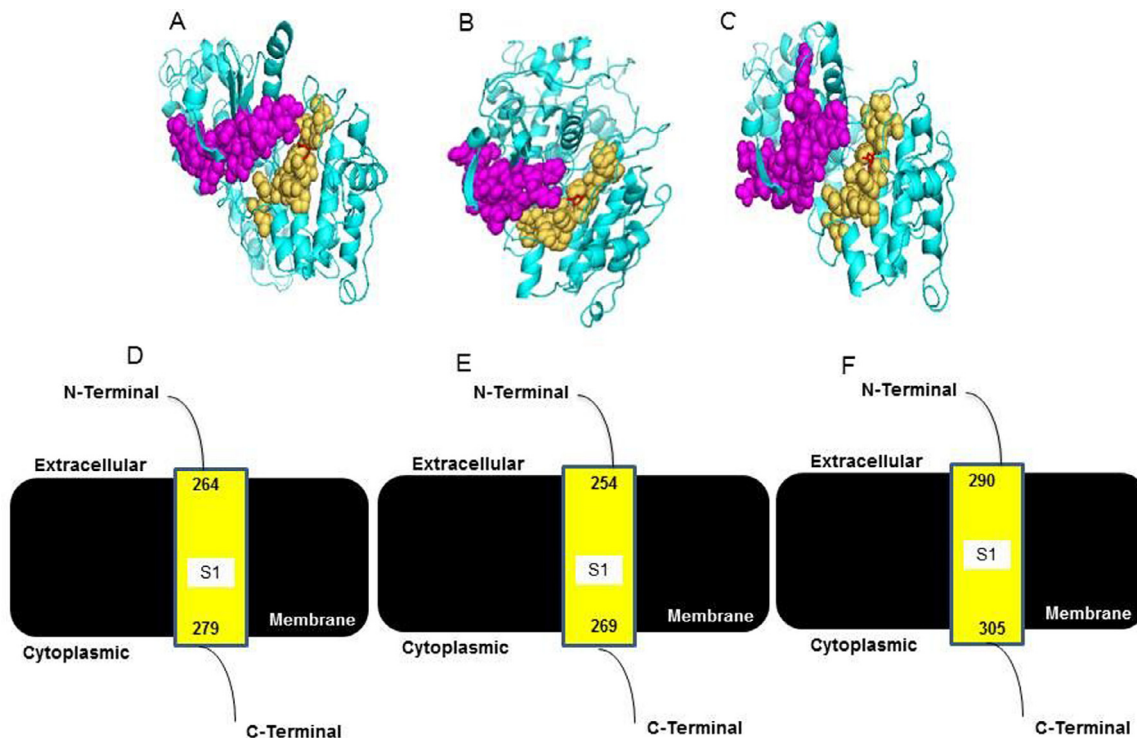 A
B
C
D
N-Terminal
Extracellular
264
S1
279
Membrane
Cytoplasmic
C-Terminal
E
N-Terminal
Extracellular
254
S1
269
Membrane
Cytoplasmic
C-Terminal
F
N-Terminal
Extracellular
290
S1
305
Membrane
Cytoplasmic
C-Terminal